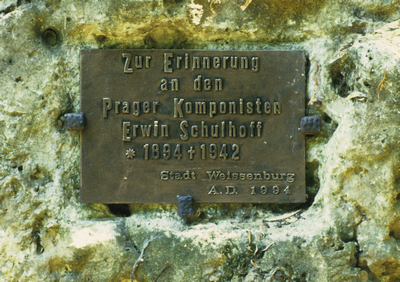 Zur Erinnerung
an den
Prager Komponisten
Erwin Schulhoff
* 1894 + 1942
Stadt Weissenburg
A.D. 1994